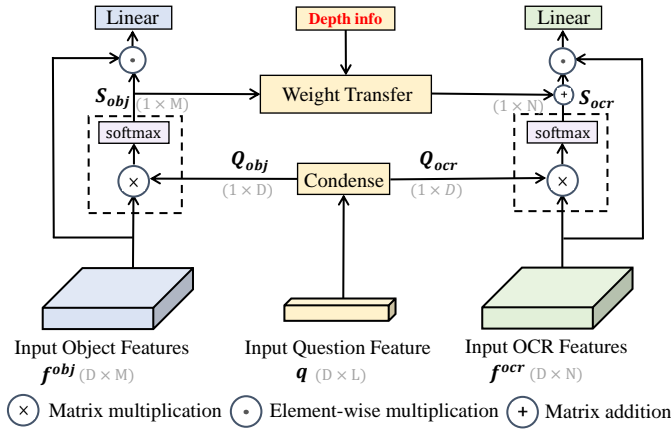 Linear
Depth info
Linear
S_obj (1 × M)
Weight Transfer
(1 × N) S_ocr
softmax
softmax
Q_obj
Q_ocr
(1 × D)
Condense
(1 × D)
×
×
Input Object Features
Input Question Feature
Input OCR Features
f^obj (D × M)
q (D × L)
f^ocr (D × N)
× Matrix multiplication
· Element-wise multiplication
+ Matrix addition